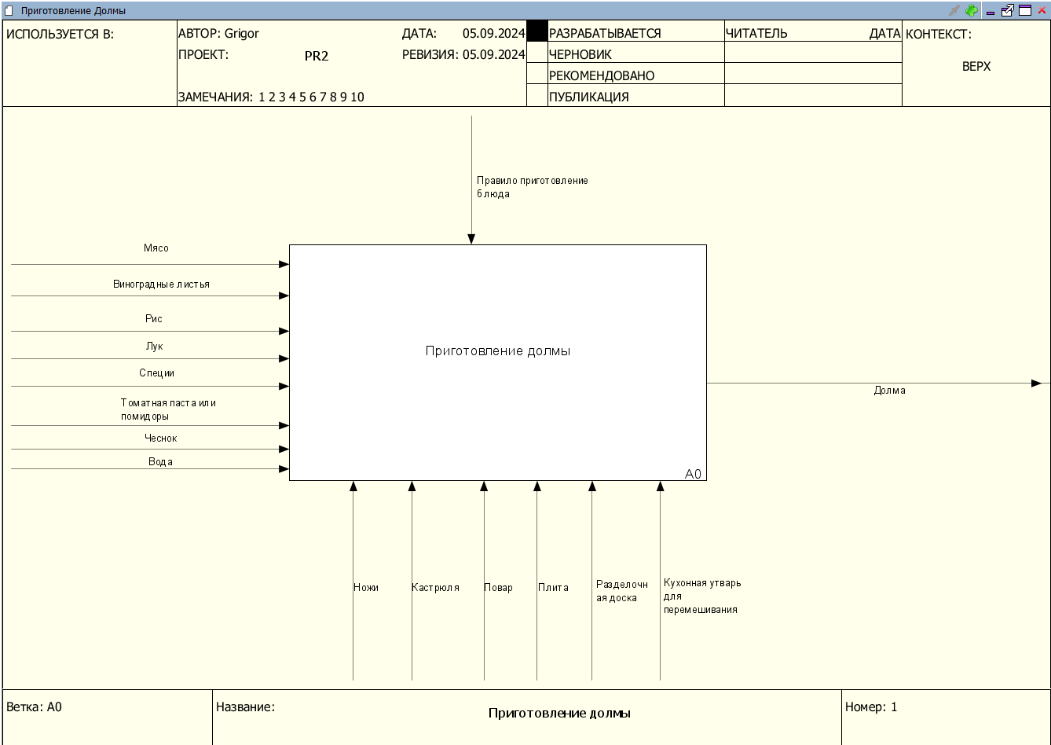 Приготовление Долмы
ИСПОЛЬЗУЕТСЯ В:
АВТОР: Grigor
ДАТА: 05.09.2024
ПРОЕКТ: PR2
РЕВИЗИЯ: 05.09.2024
ЗАМЕЧАНИЯ: 1 2 3 4 5 6 7 8 9 10
РАЗРАБАТЫВАЕТСЯ
ЧЕРНОВИК
РЕКОМЕНДОВАНО
ПУБЛИКАЦИЯ
ЧИТАТЕЛЬ
ДАТА
КОНТЕКСТ:
ВЕРХ
Правило приготовление
блюда
Мясо
Виноградные листья
Рис
Лук
Специи
Томатная паста или
помидоры
Чеснок
Вода
Приготовление долмы
A0
Долма
Ножи
Кастрюля
Повар
Плита
Разделочн
ая доска
Кухонная утварь
для
перемешивания
Ветка: A0
Название:
Приготовление долмы
Номер: 1